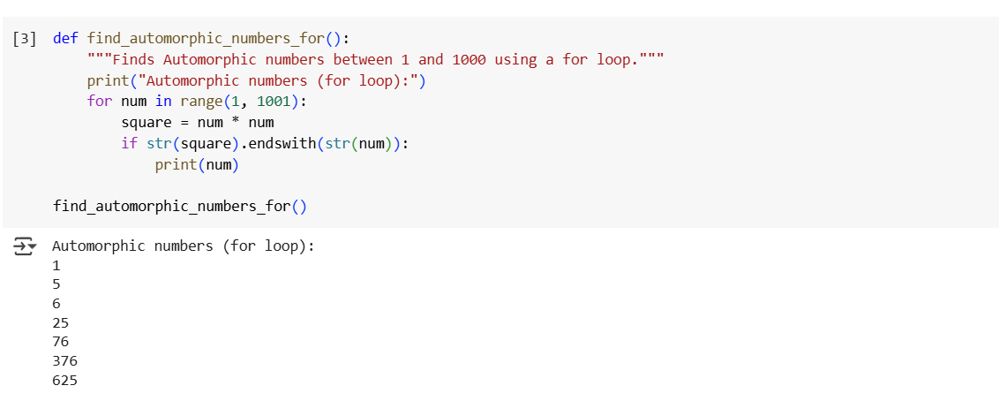 [3] def find_automorphic_numbers_for():
    """Finds Automorphic numbers between 1 and 1000 using a for loop."""
    print("Automorphic numbers (for loop):")
    for num in range(1, 1001):
        square = num * num
        if str(square).endswith(str(num)):
            print(num)

find_automorphic_numbers_for()
Automorphic numbers (for loop):
1
5
6
25
76
376
625